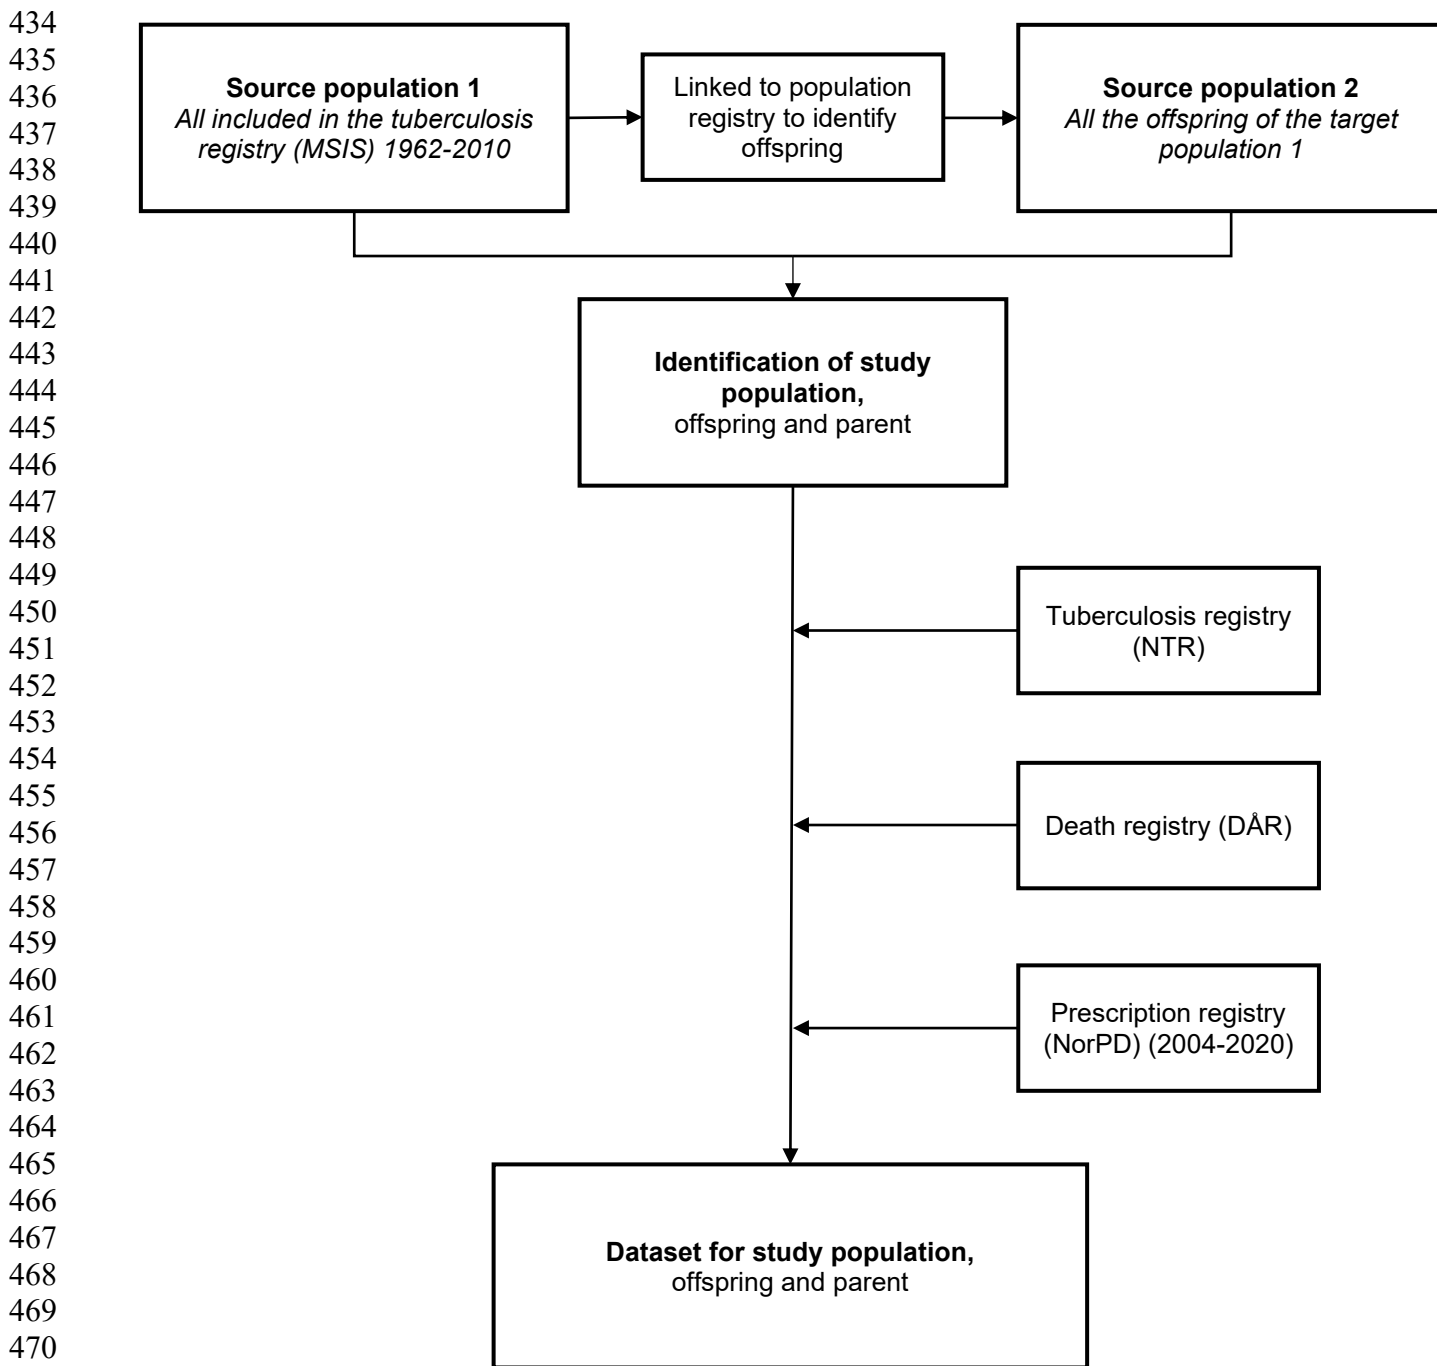 434
435
436
437
438
439
440
441
442
443
444
445
446
447
448
449
450
451
452
453
454
455
456
457
458
459
460
461
462
463
464
465
466
467
468
469
470
Source population 1
All included in the tuberculosis
registry (MSIS) 1962-2010
Linked to population
registry to identify
offspring
Source population 2
All the offspring of the target
population 1
Identification of study
population,
offspring and parent
Tuberculosis registry
(NTR)
Death registry (DÅR)
Prescription registry
(NorPD) (2004-2020)
Dataset for study population,
offspring and parent